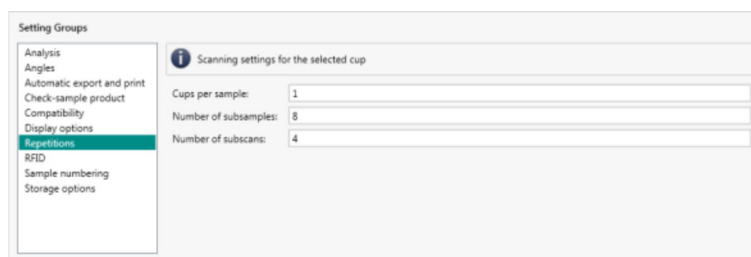 Setting Groups
Analysis
Angles
Automatic export and print
Check-sample product
Compatibility
Display options
Repetitions
RFID
Sample numbering
Storage options
Scanning settings for the selected cup
Cups per sample: 1
Number of subsamples: 8
Number of subscans: 4